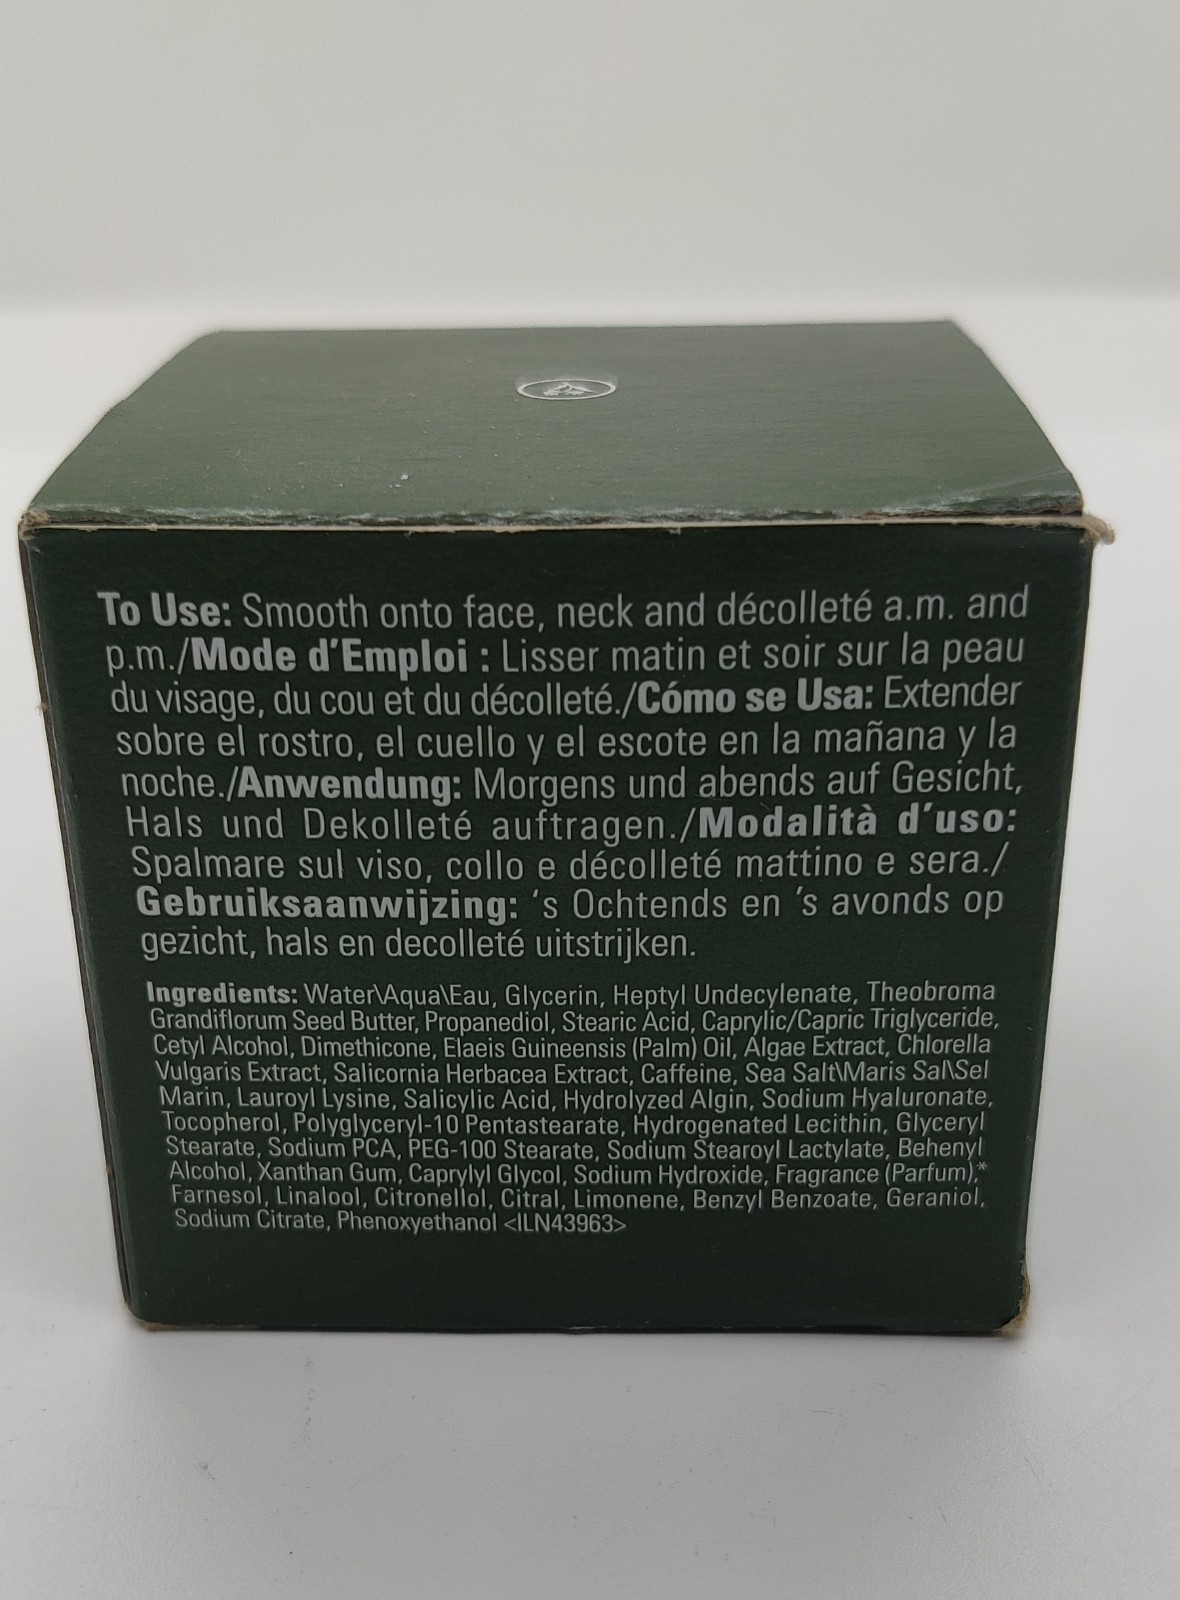 To Use: Smooth onto face, neck and décolleté a.m. and
p.m./Mode d'Emploi : Lisser matin et soir sur la peau
du visage, du cou et du décolleté./Cómo se Usa: Extender
sobre el rostro, el cuello y el escote en la mañana y la
noche./Anwendung: Morgens und abends auf Gesicht,
Hals und Dekolleté auftragen./Modalità d'uso:
Spalmare sul viso, collo e décolleté mattino e sera./
Gebruiksaanwijzing: 's Ochtends en 's avonds op
gezicht, hals en decolleté uitstrijken.
Ingredients: Water\Aqua\Eau, Glycerin, Heptyl Undecylenate, Theobroma
Grandiflorum Seed Butter, Propanediol, Stearic Acid, Caprylic/Capric Triglyceride,
Cetyl Alcohol, Dimethicone, Elaeis Guineensis (Palm) Oil, Algae Extract, Chlorella
Vulgaris Extract, Salicornia Herbacea Extract, Caffeine, Sea Salt\Maris Sal\Sel
Marin, Lauroyl Lysine, Salicylic Acid, Hydrolyzed Algin, Sodium Hyaluronate,
Tocopherol, Polyglyceryl-10 Pentastearate, Hydrogenated Lecithin, Glyceryl
Stearate, Sodium PCA, PEG-100 Stearate, Sodium Stearoyl Lactylate, Behenyl
Alcohol, Xanthan Gum, Caprylyl Glycol, Sodium Hydroxide, Fragrance (Parfum),*
Farnesol, Linalool, Citronellol, Citral, Limonene, Benzyl Benzoate, Geraniol,
Sodium Citrate, Phenoxyethanol <ILN43963>